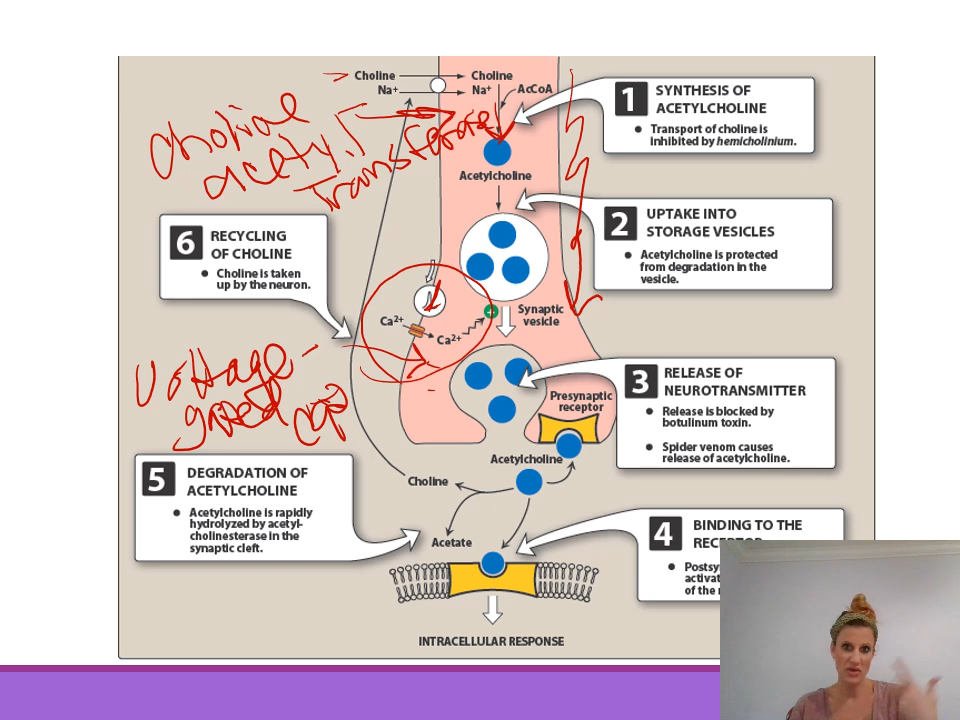 Choline
Na+
Choline
Na+
AcCoA
1 SYNTHESIS OF
ACETYLCHOLINE
• Transport of choline is
inhibited by hemicholinium.
choline
acetyl
transferase
Acetylcholine
2 UPTAKE INTO
STORAGE VESICLES
• Acetylcholine is protected
from degradation in the
vesicle.
6 RECYCLING
OF CHOLINE
• Choline is taken
up by the neuron.
Ca2+
Ca2+
+
Synaptic
vesicle
Voltage-
gated
3 RELEASE OF
NEUROTRANSMITTER
• Release is blocked by
botulinum toxin.
• Spider venom causes
release of acetylcholine.
Presynaptic
receptor
Acetylcholine
Choline
5 DEGRADATION OF
ACETYLCHOLINE
• Acetylcholine is rapidly
hydrolyzed by acetyl-
cholinesterase in the
synaptic cleft.
Acetate
4 BINDING TO THE
of the
INTRACELLULAR RESPONSE